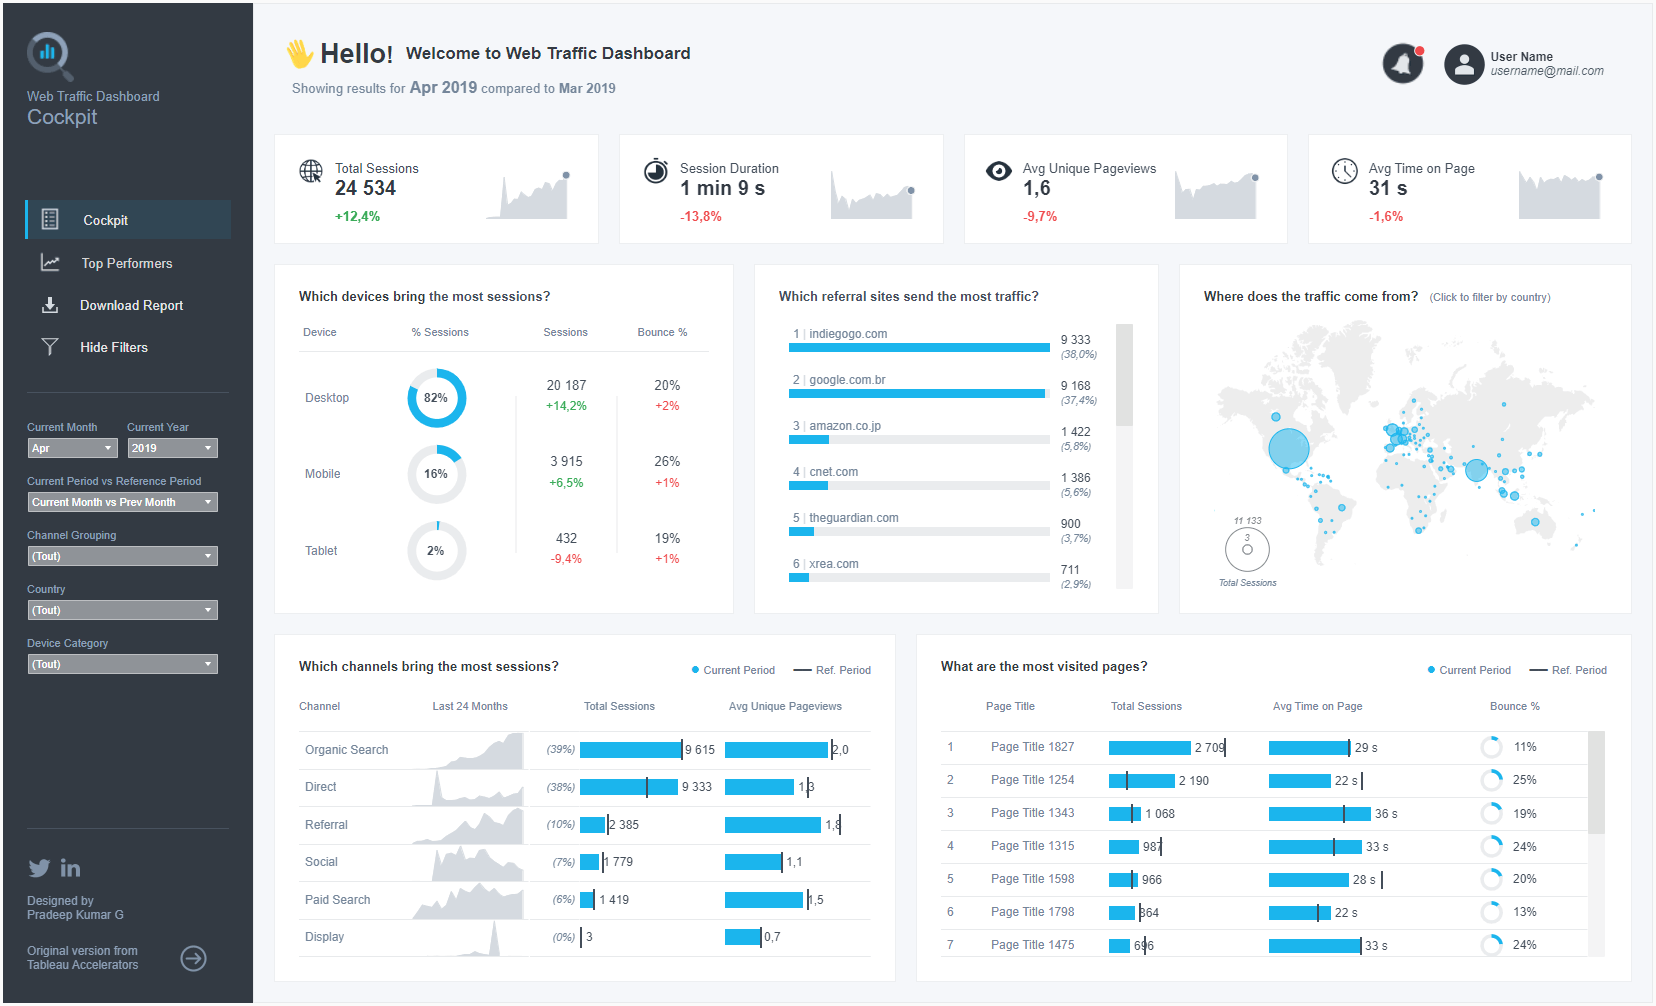 Web Traffic Dashboard
Cockpit
Cockpit
Top Performers
Download Report
Hide Filters
Current Month Current Year
Apr 2019
Current Period vs Reference Period
Current Month vs Prev Month
Channel Grouping
(Tout)
Country
(Tout)
Device Category
(Tout)
Designed by
Pradeep Kumar G
Original version from
Tableau Accelerators
👋 Hello! Welcome to Web Traffic Dashboard
Showing results for Apr 2019 compared to Mar 2019
User Name
username@mail.com
Total Sessions
24 534
+12,4%
Session Duration
1 min 9 s
-13,8%
Avg Unique Pageviews
1,6
-9,7%
Avg Time on Page
31 s
-1,6%
Which devices bring the most sessions?
Device % Sessions Sessions Bounce %
Desktop 82% 20 187 20%
+14,2% +2%
Mobile 16% 3 915 26%
+6,5% +1%
Tablet 2% 432 19%
-9,4% +1%
Which referral sites send the most traffic?
1 | indiegogo.com
9 333
(38,0%)
2 | google.com.br
9 168
(37,4%)
3 | amazon.co.jp
1 422
(5,8%)
4 | cnet.com
1 386
(5,6%)
5 | theguardian.com
900
(3,7%)
6 | xrea.com
711
(2,9%)
Where does the traffic come from? (Click to filter by country)
11 133
3
Total Sessions
Which channels bring the most sessions?
Current Period Ref. Period
Channel Last 24 Months Total Sessions Avg Unique Pageviews
Organic Search (39%) 9 615 2,0
Direct (38%) 9 333 1,3
Referral (10%) 2 385 1,8
Social (7%) 1 779 1,1
Paid Search (6%) 1 419 1,5
Display (0%) 3 0,7
What are the most visited pages?
Current Period Ref. Period
Page Title Total Sessions Avg Time on Page Bounce %
1 Page Title 1827 2 709 29 s 11%
2 Page Title 1254 2 190 22 s 25%
3 Page Title 1343 1 068 36 s 19%
4 Page Title 1315 987 33 s 24%
5 Page Title 1598 966 28 s 20%
6 Page Title 1798 864 22 s 13%
7 Page Title 1475 696 33 s 24%